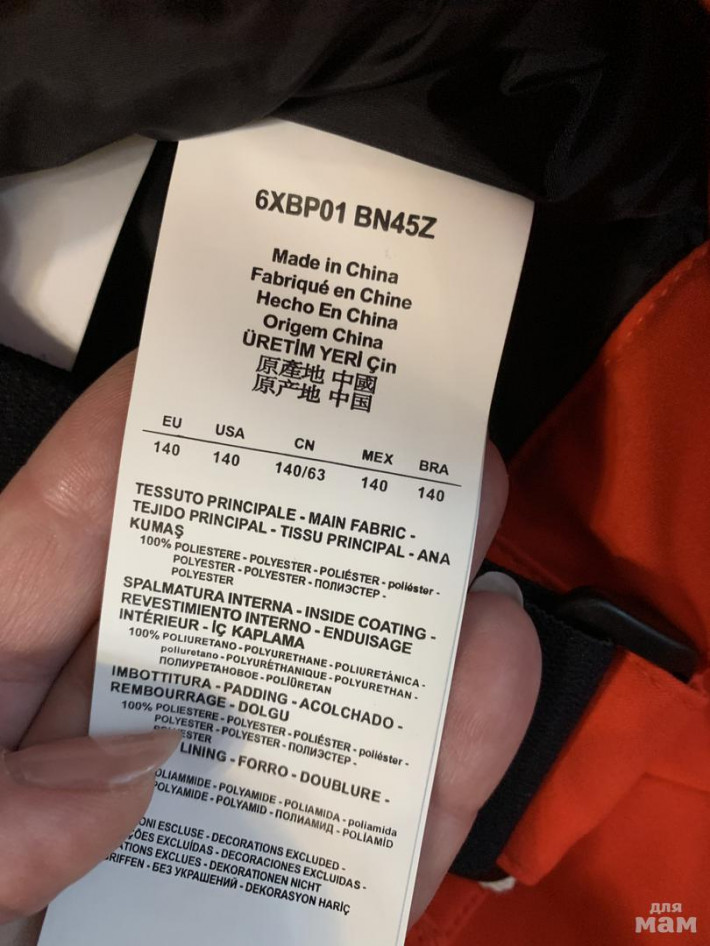 6XBP01 BN45Z
Made in China
Fabriqué en Chine
Hecho En China
Origem China
ÜRETİM YERİ Çin
原產地 中國
原产地 中国
EU USA CN MEX BRA
140 140 140/63 140 140
TESSUTO PRINCIPALE - MAIN FABRIC -
TEJIDO PRINCIPAL - TISSU PRINCIPAL - ANA
KUMAŞ
100% POLIESTERE - POLYESTER - POLIÉSTER - poliéster -
POLYESTER - POLYESTER - ПОЛИЭСТЕР -
POLYESTER
SPALMATURA INTERNA - INSIDE COATING -
REVESTIMIENTO INTERNO - ENDUISAGE
INTÉRIEUR - İÇ KAPLAMA
100% POLIURETANO - POLYURETHANE - POLIURETÂNICA -
poliuretano - POLYURÉTHANIQUE - POLYURETHAN -
ПОЛИУРЕТАНОВОЕ - POLİÜRETAN
IMBOTTITURA - PADDING - ACOLCHADO -
REMBOURRAGE - DOLGU
100% POLIESTERE - POLYESTER - POLIÉSTER - poliéster -
POLYESTER - POLYESTER - ПОЛИЭСТЕР -
LINING - FORRO - DOUBLURE -
POLYAMIDE - POLIAMIDA - poliamida
POLYAMID - ПОЛИАМИД - POLİAMİD
ESCLUSE - DECORATIONS EXCLUDED -
EXCLUÍDAS - DECORACIONES EXCLUIDAS -
EXCLUES - DEKORATIONEN NICHT
- БЕЗ УКРАШЕНИЙ - DEKORASYON HARİÇ
для
мам